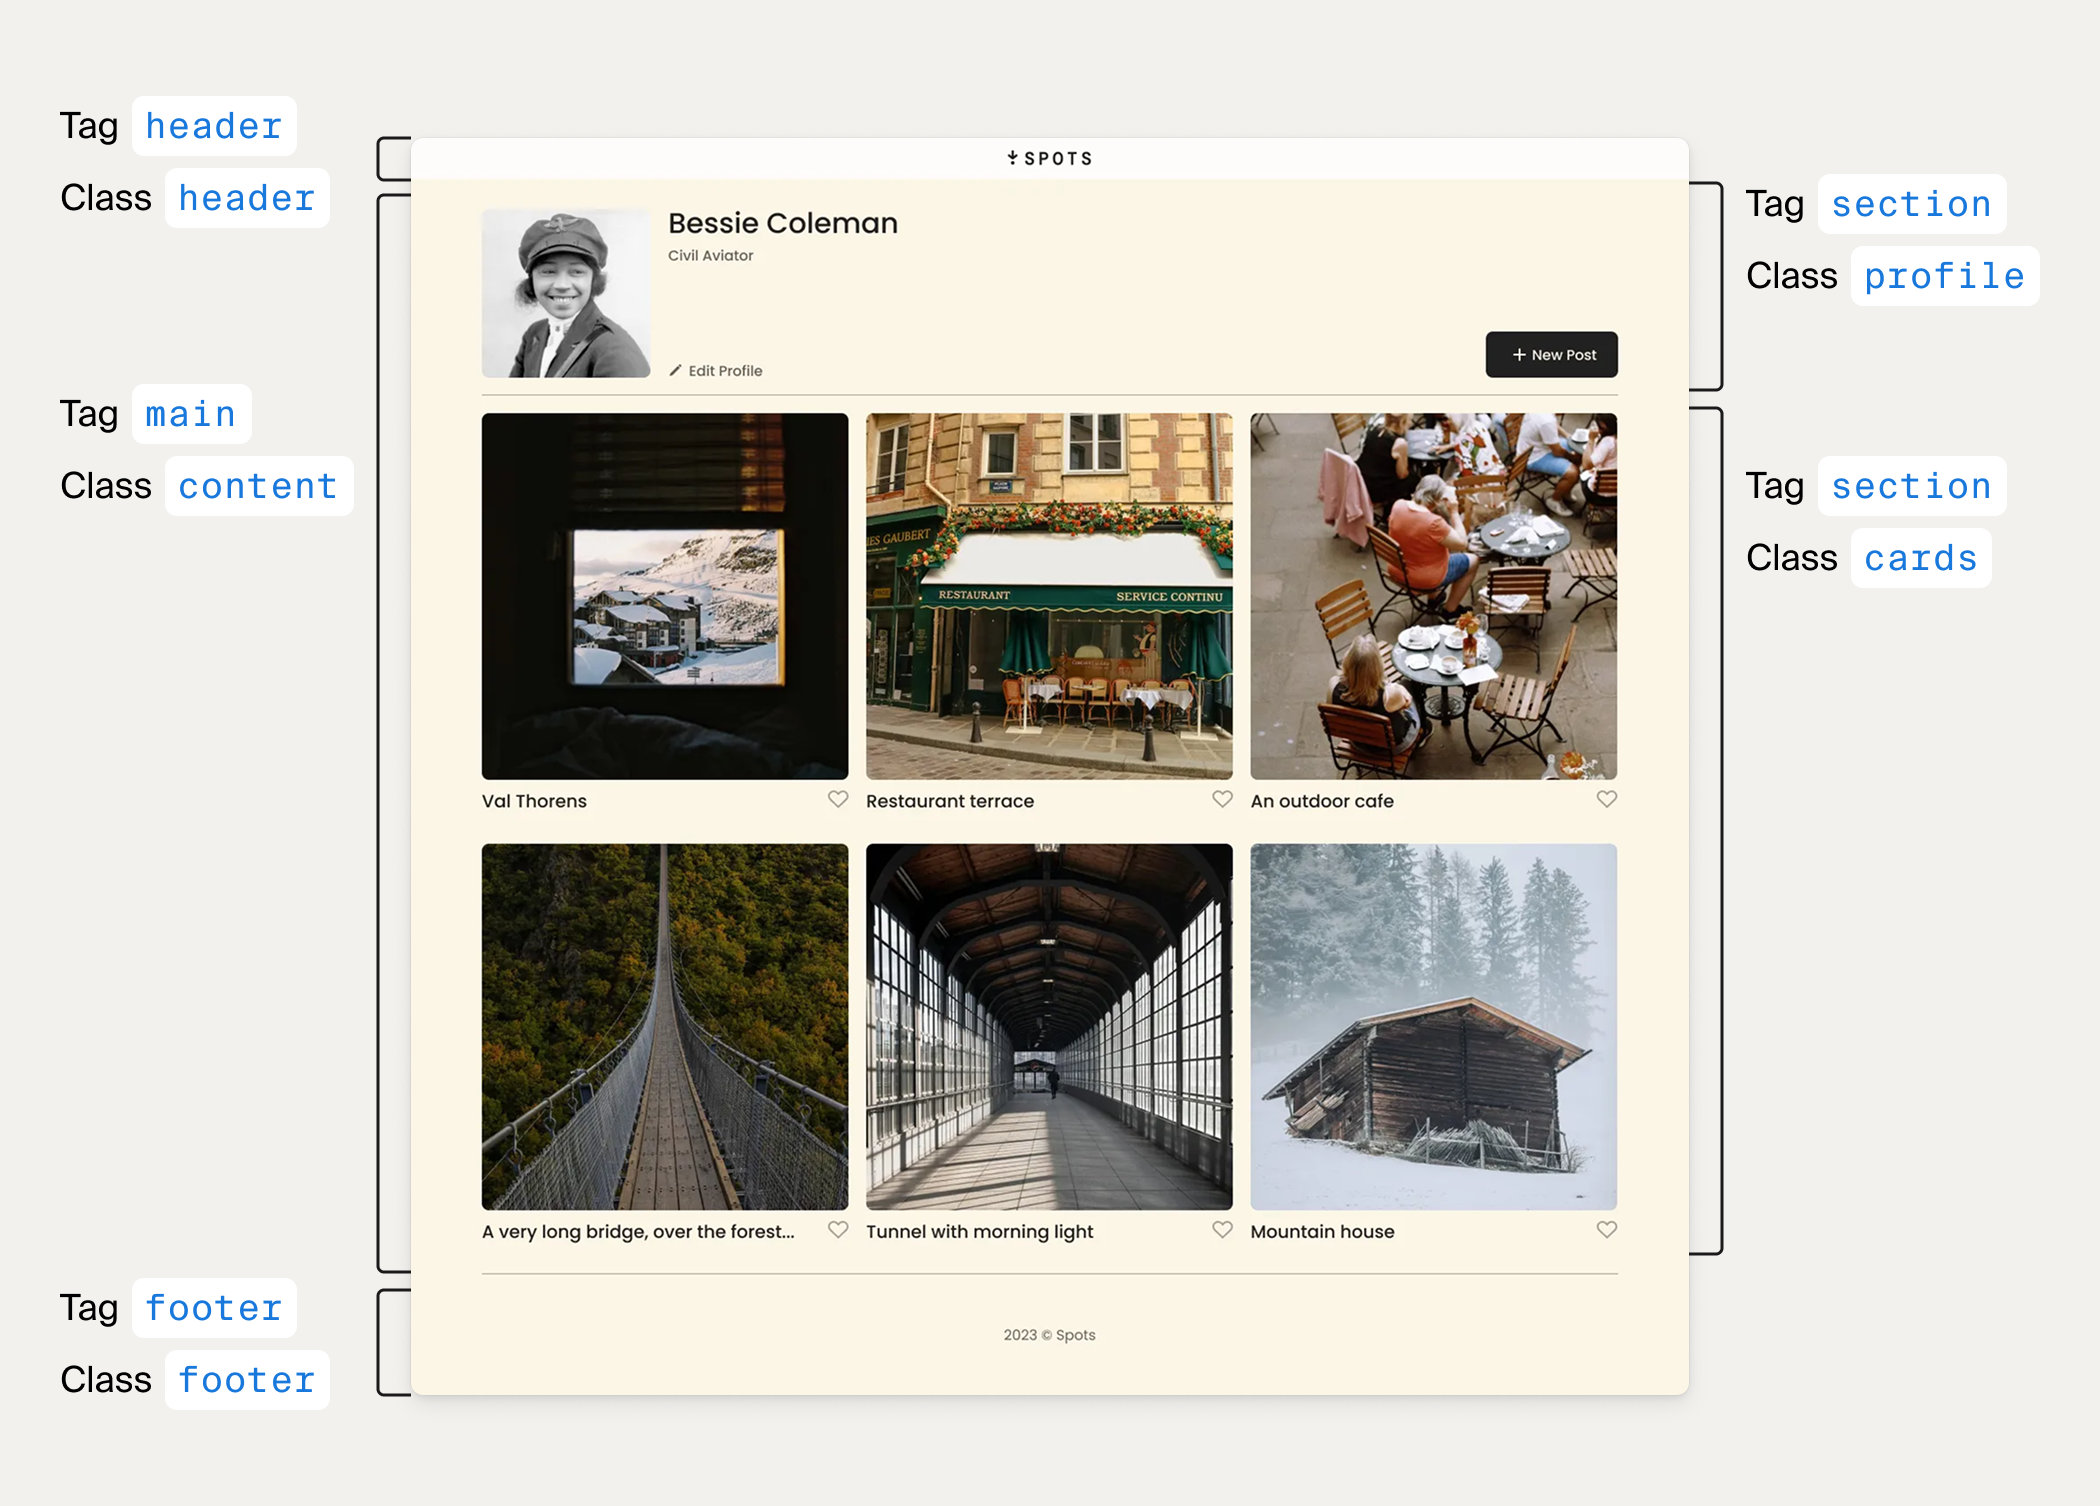 Tag header
Class header
Tag main
Class content
Tag footer
Class footer
SPOTS
Bessie Coleman
Civil Aviator
Edit Profile
+ New Post
IES GAUBERT
RESTAURANT SERVICE CONTINU
Val Thorens
Restaurant terrace
An outdoor cafe
A very long bridge, over the forest...
Tunnel with morning light
Mountain house
2023 © Spots
Tag section
Class profile
Tag section
Class cards